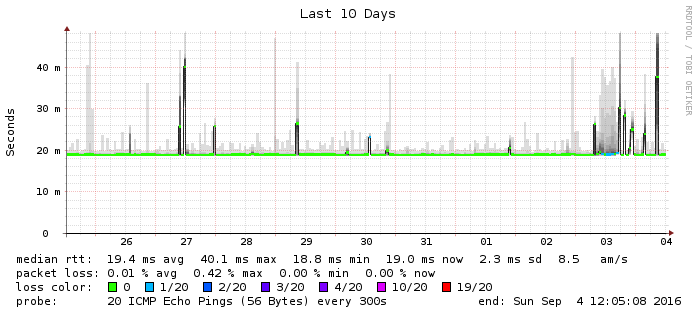 Last 10 Days
RRDTOOL / TOBI OETIKER
Seconds
40 m
30 m
20 m
10 m
0
26 27 28 29 30 31 01 02 03 04
median rtt: 19.4 ms avg 40.1 ms max 18.8 ms min 19.0 ms now 2.3 ms sd 8.5 am/s
packet loss: 0.01 % avg 0.42 % max 0.00 % min 0.00 % now
loss color: 0 1/20 2/20 3/20 4/20 10/20 19/20
probe: 20 ICMP Echo Pings (56 Bytes) every 300s end: Sun Sep 4 12:05:08 2016